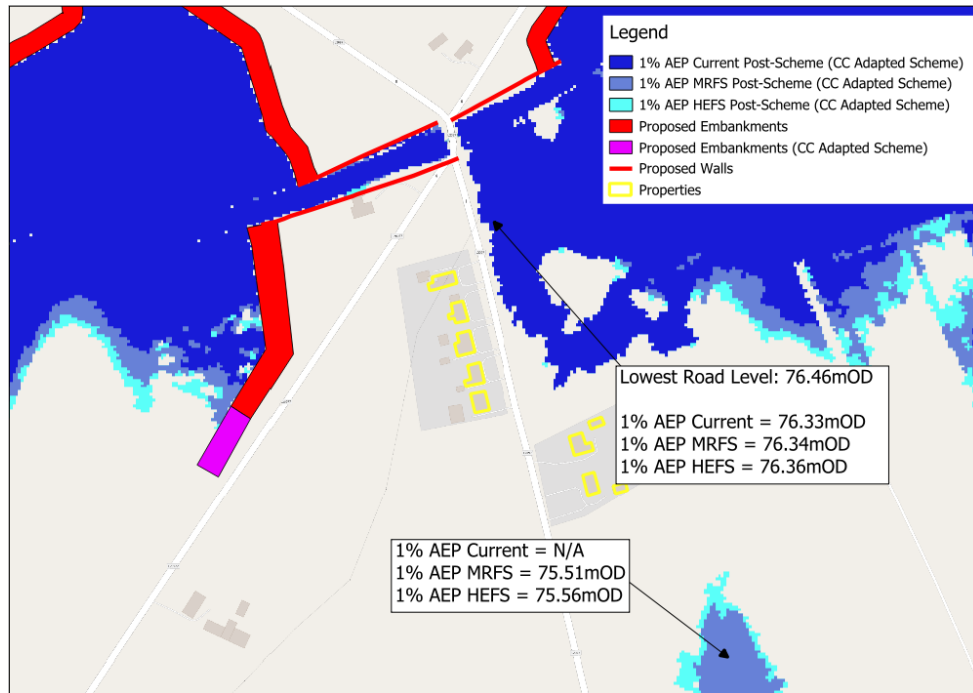 Legend
1% AEP Current Post-Scheme (CC Adapted Scheme)
1% AEP MRFS Post-Scheme (CC Adapted Scheme)
1% AEP HEFS Post-Scheme (CC Adapted Scheme)
Proposed Embankments
Proposed Embankments (CC Adapted Scheme)
Proposed Walls
Properties
Lowest Road Level: 76.46mOD
1% AEP Current = 76.33mOD
1% AEP MRFS = 76.34mOD
1% AEP HEFS = 76.36mOD
1% AEP Current = N/A
1% AEP MRFS = 75.51mOD
1% AEP HEFS = 75.56mOD